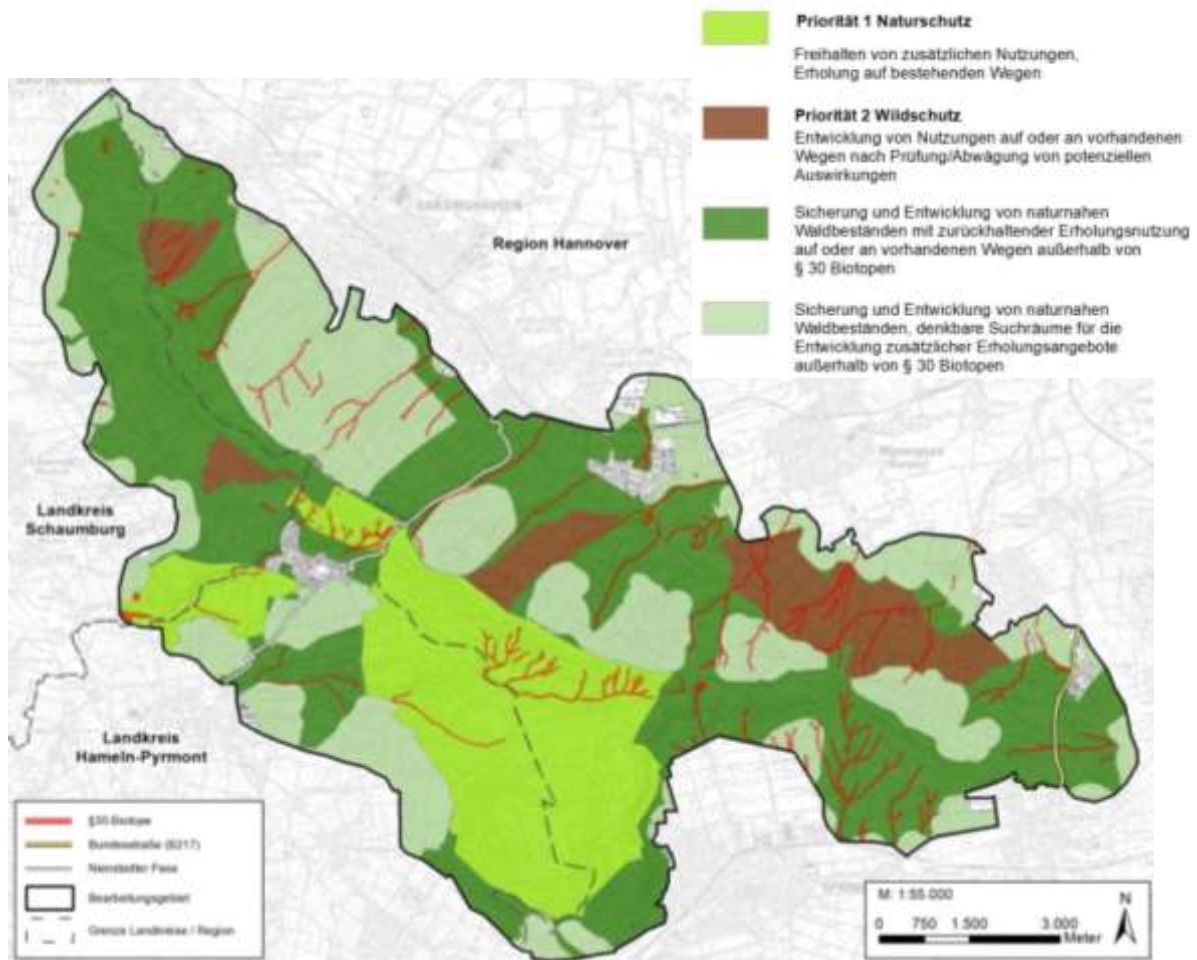 Priorität 1 Naturschutz
Freihalten von zusätzlichen Nutzungen,
Erholung auf bestehenden Wegen
Priorität 2 Wildschutz
Entwicklung von Nutzungen auf oder an vorhandenen
Wegen nach Prüfung/Abwägung von potenziellen
Auswirkungen
Sicherung und Entwicklung von naturnahen
Waldbeständen mit zurückhaltender Erholungsnutzung
auf oder an vorhandenen Wegen außerhalb von
§ 30 Biotopen
Sicherung und Entwicklung von naturnahen
Waldbeständen, denkbare Suchräume für die
Entwicklung zusätzlicher Erholungsangebote
außerhalb von § 30 Biotopen
Region Hannover
Landkreis
Schaumburg
Landkreis
Hameln-Pyrmont
§30-Biotope
Bundesstraße (B217)
Nienstedter Pass
Bearbeitungsgebiet
Grenze Landkreise / Region
M: 1:55.000
N
0 750 1.500 3.000
Meter